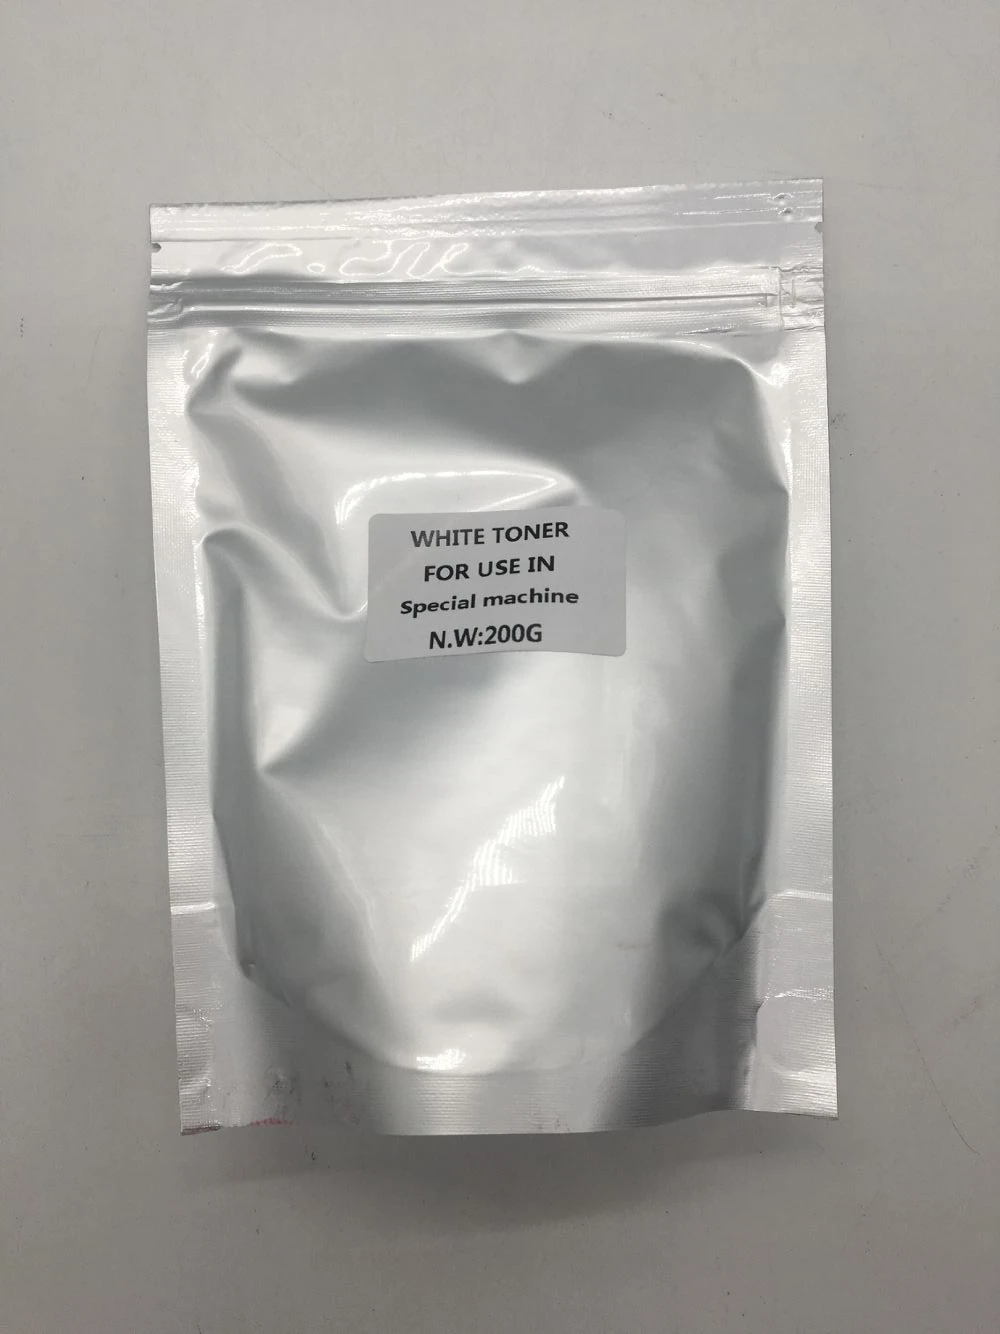 WHITE TONER
FOR USE IN
Special machine
N.W:200G